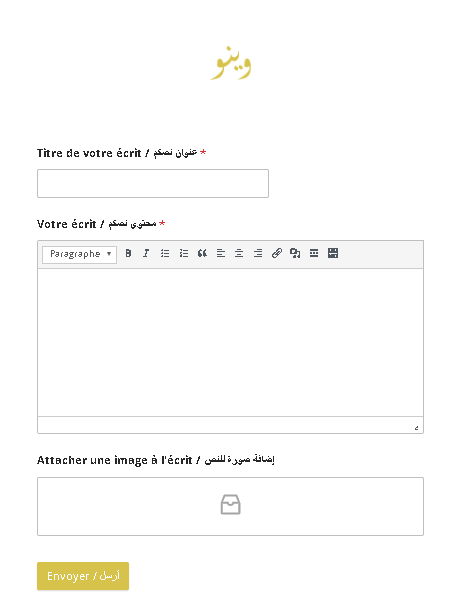 وينو
Titre de votre écrit / عنوان نصكم *
Votre écrit / محتوي نصكم *
Paragraphe
Attacher une image à l'écrit / إضافة صورة للنص
Envoyer / أرسل